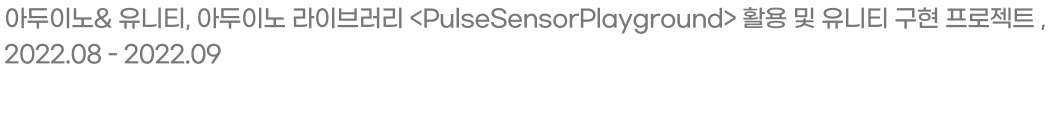 아두이노& 유니티, 아두이노 라이브러리 <PulseSensorPlayground> 활용 및 유니티 구현 프로젝트 ,
2022.08 - 2022.09